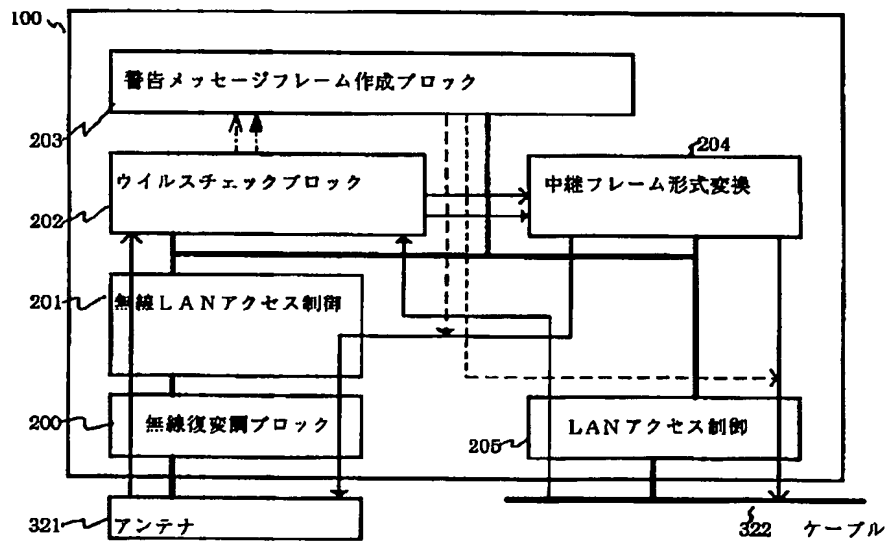 100
警告メッセージフレーム作成ブロック
203
204
ウイルスチェックブロック
中継フレーム形式変換
202
201
無線LANアクセス制御
200
無線復変調ブロック
205
LANアクセス制御
321
アンテナ
322
ケーブル